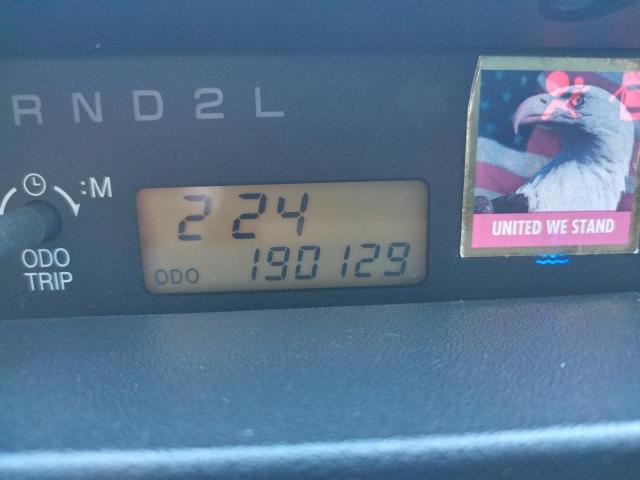 R N D 2 L
:M
2 24
ODO
TRIP
ODO 190129
UNITED WE STAND